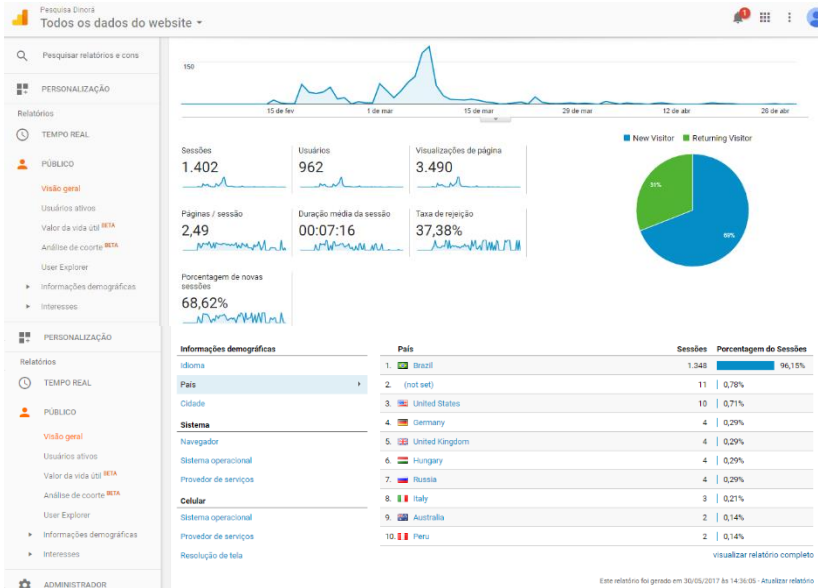 Pesquisa Dinorá
Todos os dados do website
1
Pesquisar relatórios e cons
PERSONALIZAÇÃO
Relatórios
TEMPO REAL
PÚBLICO
Visão geral
Usuários ativos
Valor da vida útil BETA
Análise de coorte BETA
User Explorer
Informações demográficas
Interesses
150
15 de fev 1 de mar 15 de mar 29 de mar 12 de abr 26 de abr
New Visitor Returning Visitor
Sessões
1.402
Usuários
962
Visualizações de página
3.490
Páginas / sessão
2,49
Duração média da sessão
00:07:16
Taxa de rejeição
37,38%
Porcentagem de novas
sessões
68,62%
PERSONALIZAÇÃO
Relatórios
TEMPO REAL
PÚBLICO
Visão geral
Usuários ativos
Valor da vida útil BETA
Análise de coorte BETA
User Explorer
Informações demográficas
Interesses
ADMINISTRADOR
Informações demográficas
Idioma
País
Cidade
Sistema
Navegador
Sistema operacional
Provedor de serviços
Celular
Sistema operacional
Provedor de serviços
Resolução de tela
País Sessões Porcentagem do Sessões
1. Brazil 1.348 96,15%
2. (not set) 11 0,78%
3. United States 10 0,71%
4. Germany 4 0,29%
5. United Kingdom 4 0,29%
6. Hungary 4 0,29%
7. Russia 4 0,29%
8. Italy 3 0,21%
9. Australia 2 0,14%
10. Peru 2 0,14%
visualizar relatório completo
Este relatório foi gerado em 30/05/2017 às 14:36:05 - Atualizar relatório